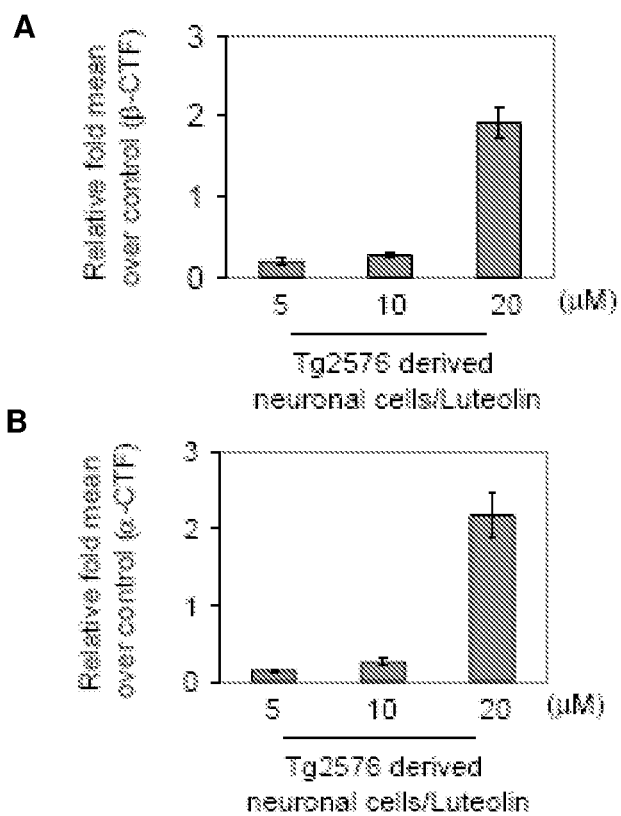 A
Relative fold mean
over control (β-CTF)
3
2
1
0
5 10 20 (μM)
Tg2576 derived
neuronal cells/Luteolin
B
Relative fold mean
over control (α-CTF)
3
2
1
0
5 10 20 (μM)
Tg2576 derived
neuronal cells/Luteolin